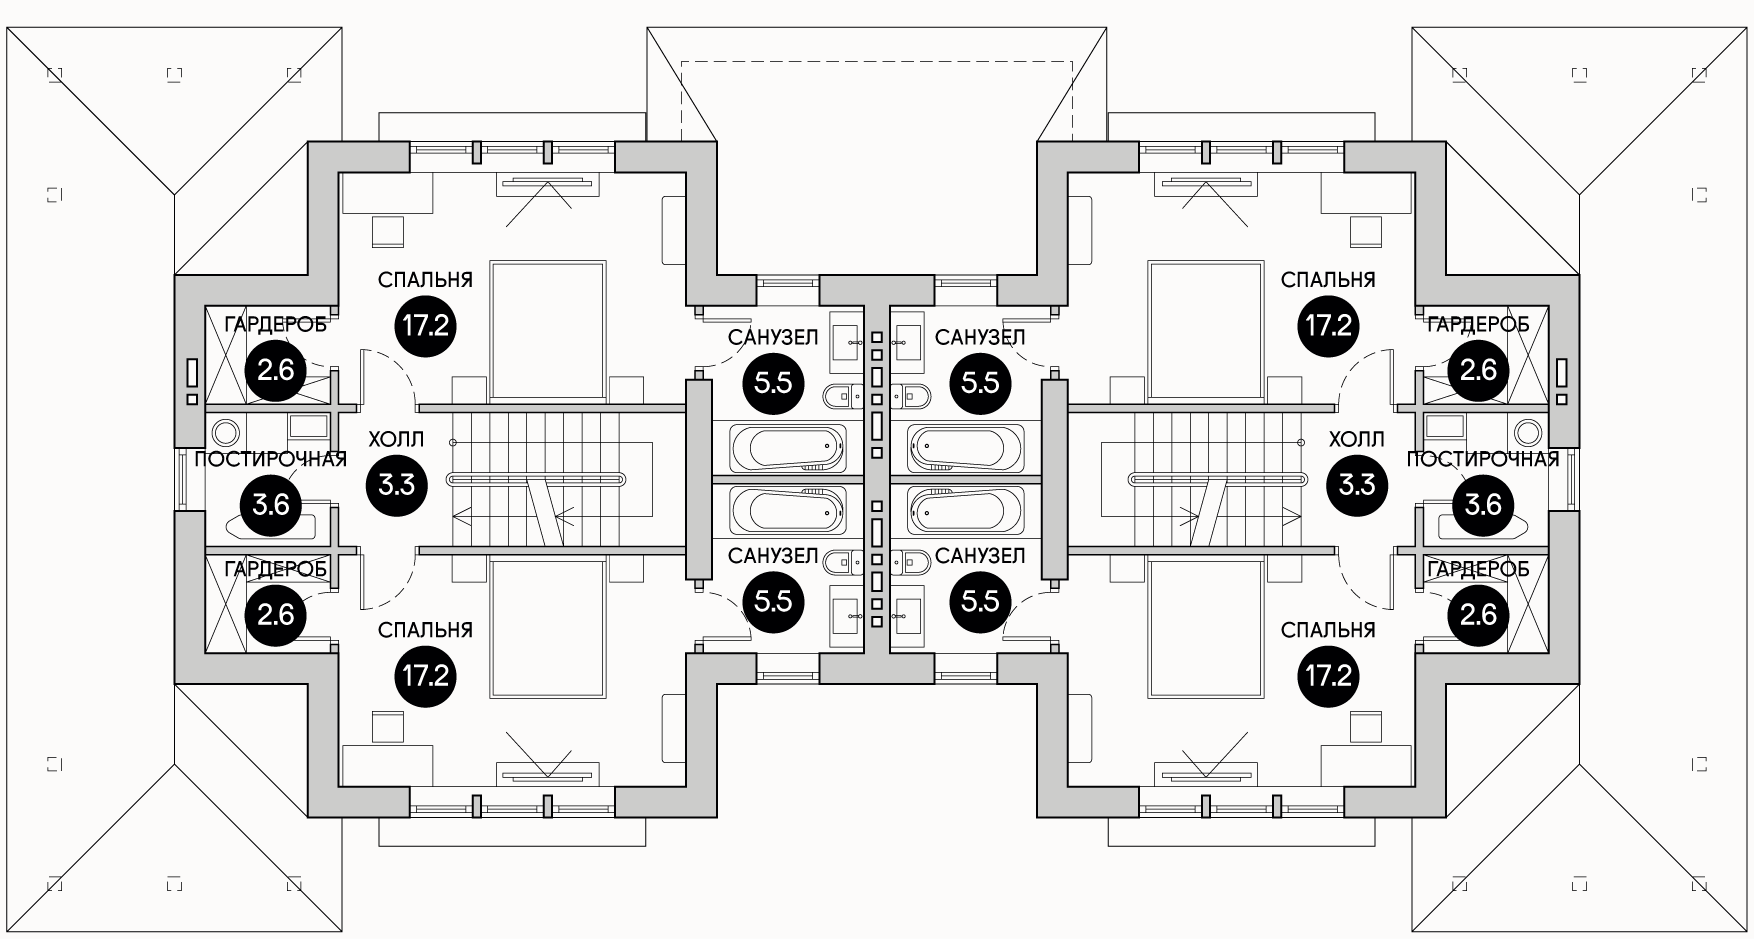 СПАЛЬНЯ
17.2
СПАЛЬНЯ
17.2
ГАРДЕРОБ
2.6
САНУЗЕЛ
5.5
САНУЗЕЛ
5.5
ГАРДЕРОБ
2.6
ХОЛЛ
3.3
ХОЛЛ
3.3
ПОСТИРОЧНАЯ
3.6
ПОСТИРОЧНАЯ
3.6
САНУЗЕЛ
5.5
САНУЗЕЛ
5.5
ГАРДЕРОБ
2.6
ГАРДЕРОБ
2.6
СПАЛЬНЯ
17.2
СПАЛЬНЯ
17.2